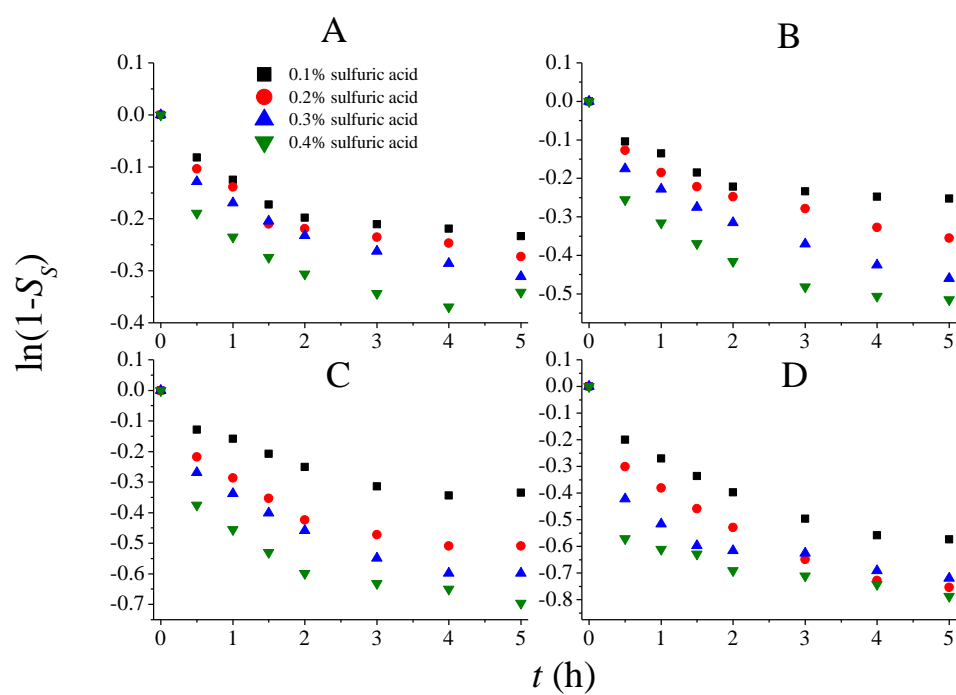 A
B
0.1% sulfuric acid
0.2% sulfuric acid
0.3% sulfuric acid
0.4% sulfuric acid
0.1
0.0
-0.1
-0.2
-0.3
-0.4
0 1 2 3 4 5
0.1
0.0
-0.1
-0.2
-0.3
-0.4
-0.5
0 1 2 3 4 5
ln(1-S_S)
C
D
0.1
0.0
-0.1
-0.2
-0.3
-0.4
-0.5
-0.6
-0.7
0 1 2 3 4 5
0.1
0.0
-0.1
-0.2
-0.3
-0.4
-0.5
-0.6
-0.7
-0.8
0 1 2 3 4 5
t (h)